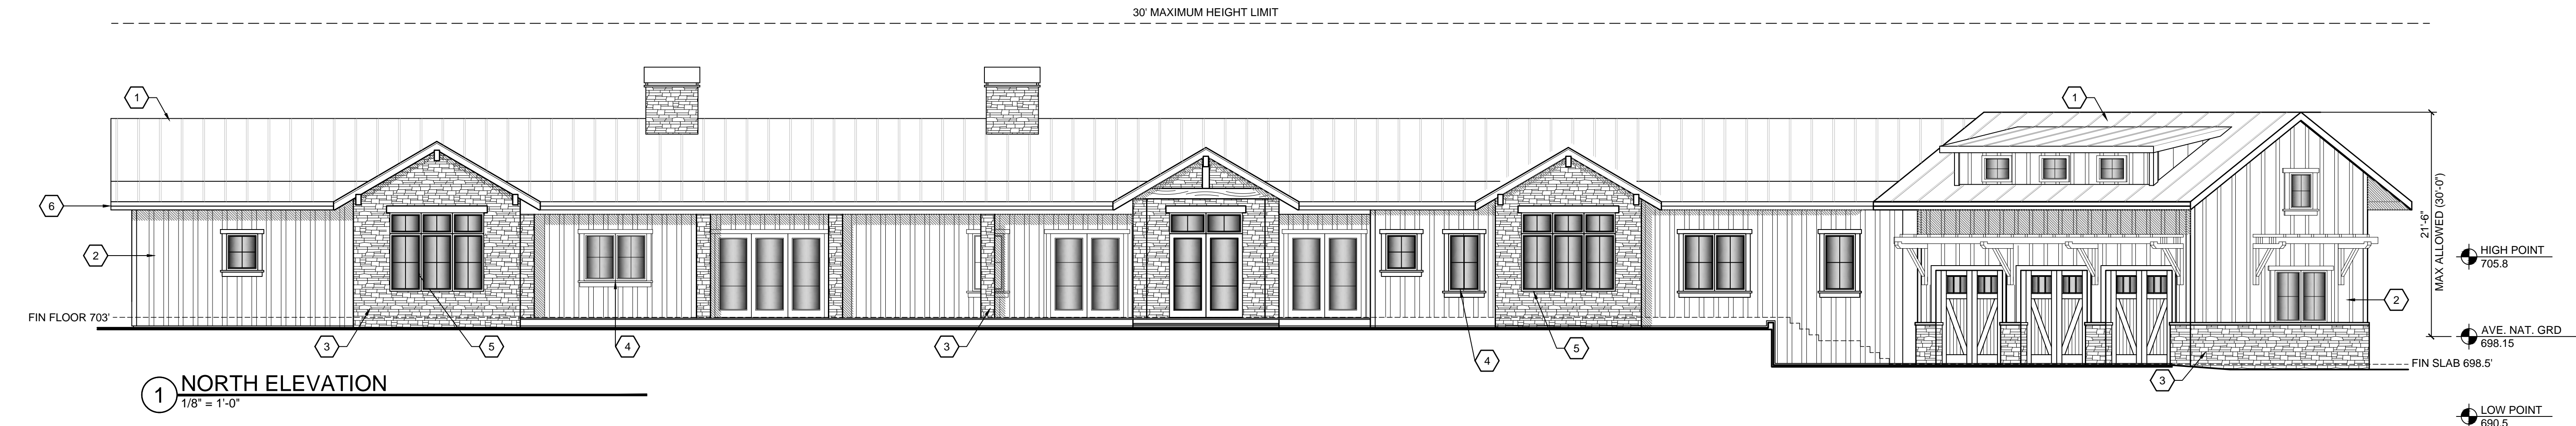 30' MAXIMUM HEIGHT LIMIT
1
1
6
2
FIN FLOOR 703'
3
5
4
3
4
5
3
2
21'-6"
MAX ALLOWED (30'-0")
HIGH POINT
705.8
AVE. NAT. GRD
698.15
FIN SLAB 698.5'
LOW POINT
690.5
1
NORTH ELEVATION
1/8" = 1'-0"